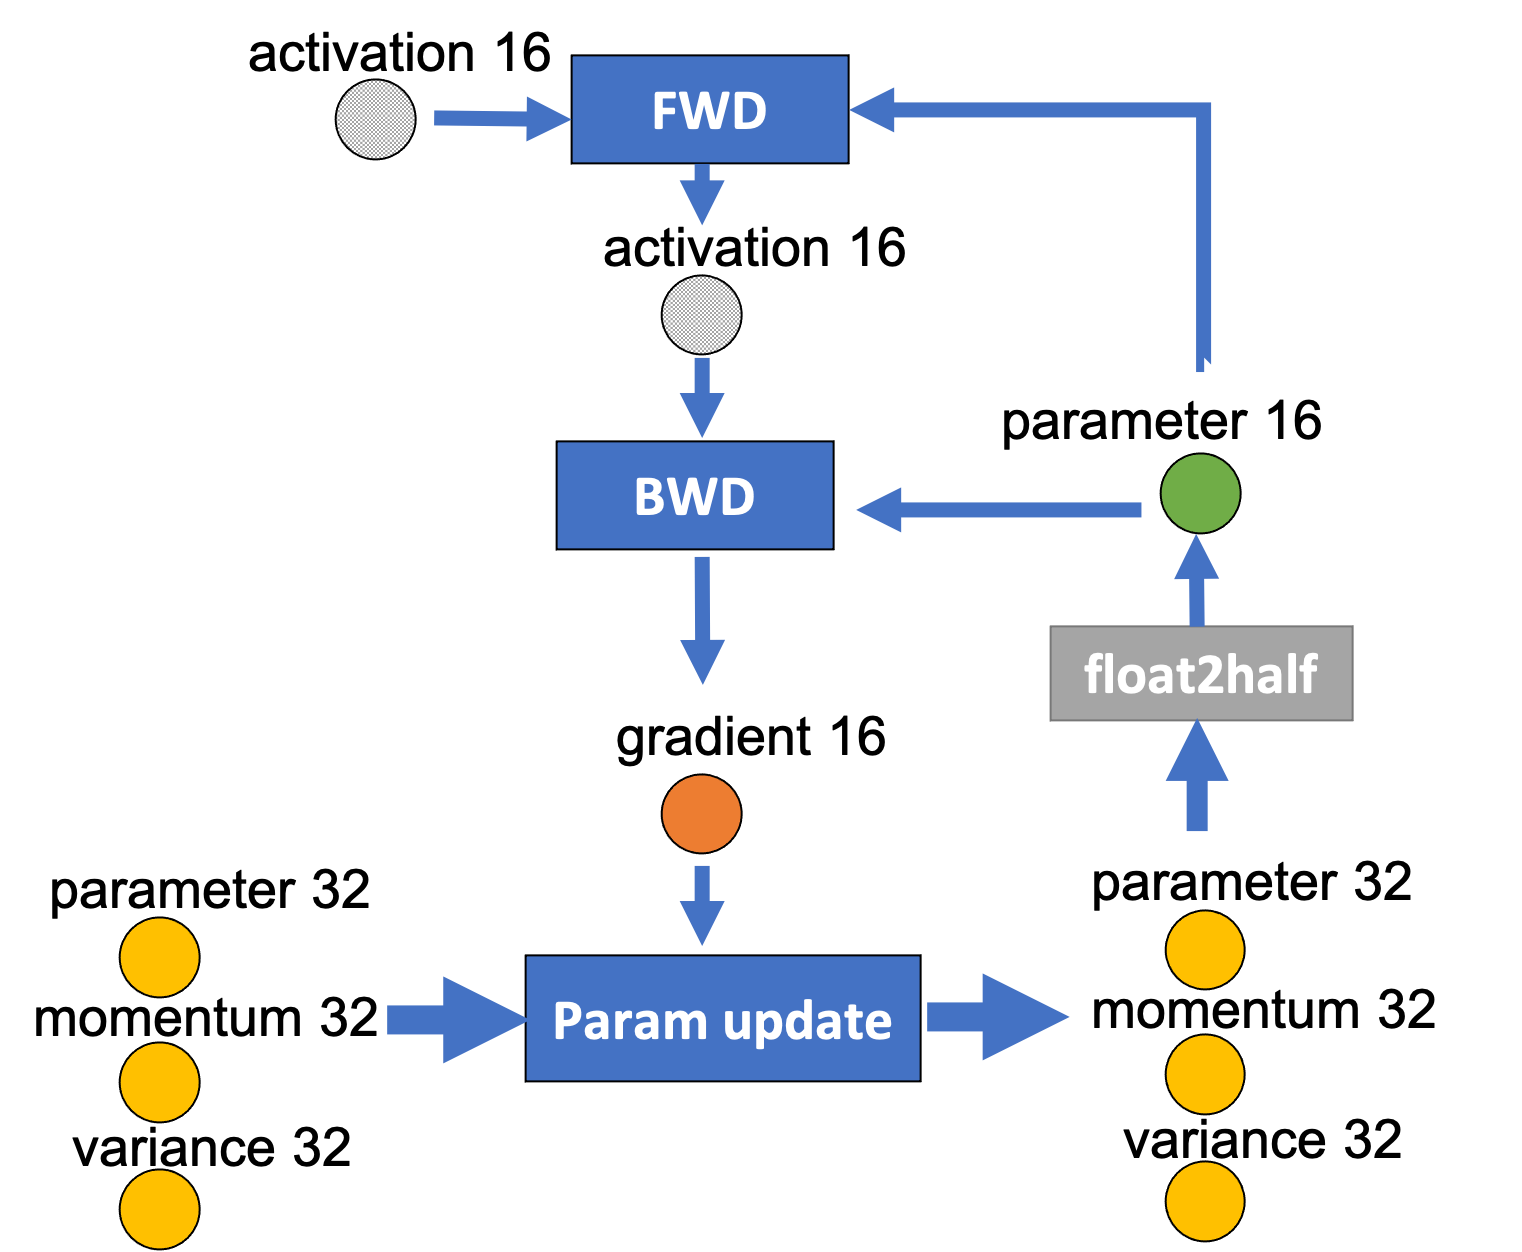 activation 16
FWD
activation 16
parameter 16
BWD
float2half
gradient 16
parameter 32
momentum 32
variance 32
Param update
parameter 32
momentum 32
variance 32